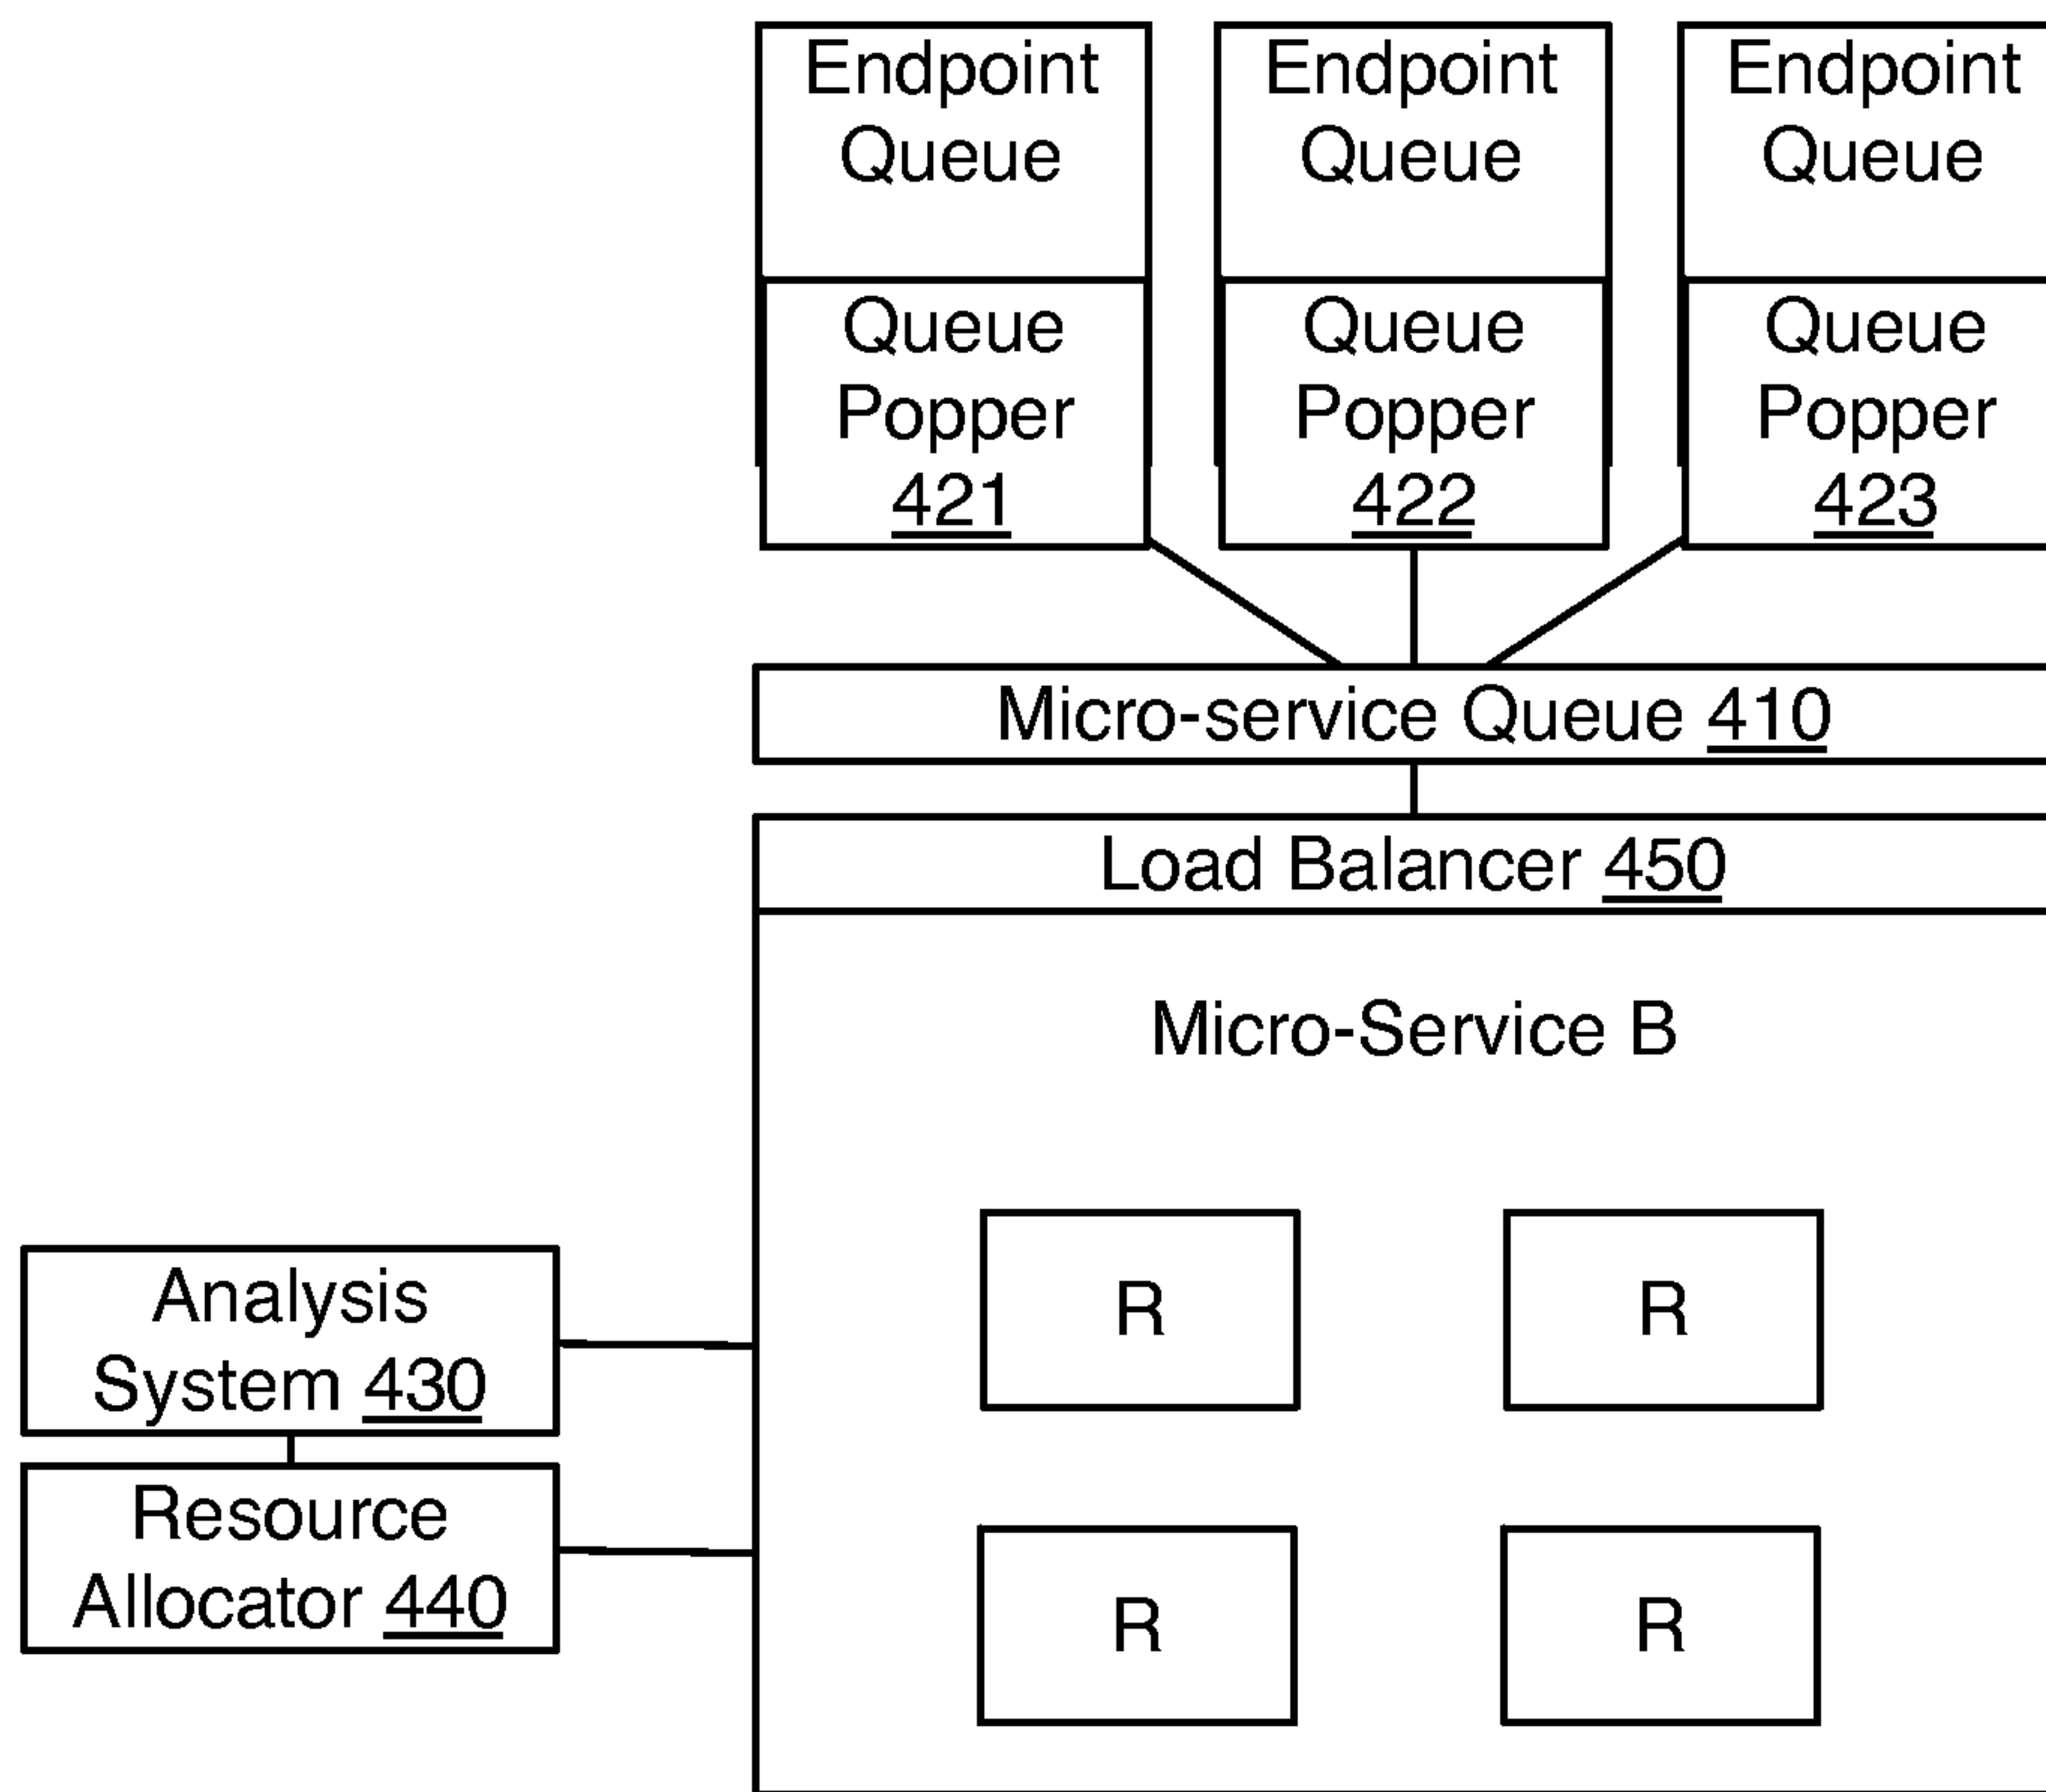 Endpoint
Queue
Endpoint
Queue
Endpoint
Queue
Queue
Popper
421
Queue
Popper
422
Queue
Popper
423
Micro-service Queue 410
Load Balancer 450
Micro-Service B
Analysis
System 430
Resource
Allocator 440
R
R
R
R